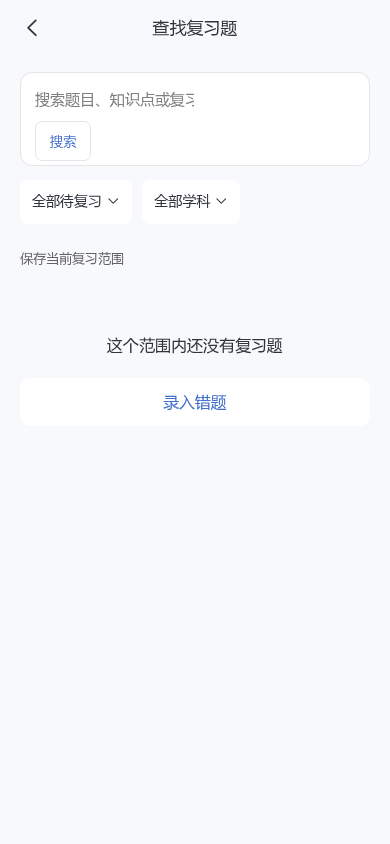 查找复习题
搜索题目、知识点或复习
搜索
全部待复习
全部学科
保存当前复习范围
这个范围内还没有复习题
录入错题